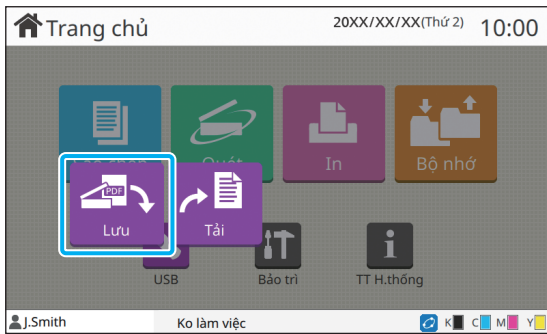 Trang chủ
20XX/XX/XX(Thứ 2)
10:00
Quét
In
Bộ nhớ
PDF
Lưu
Tải
USB
Bảo trì
TT H.thống
J.Smith
Ko làm việc
K C M Y